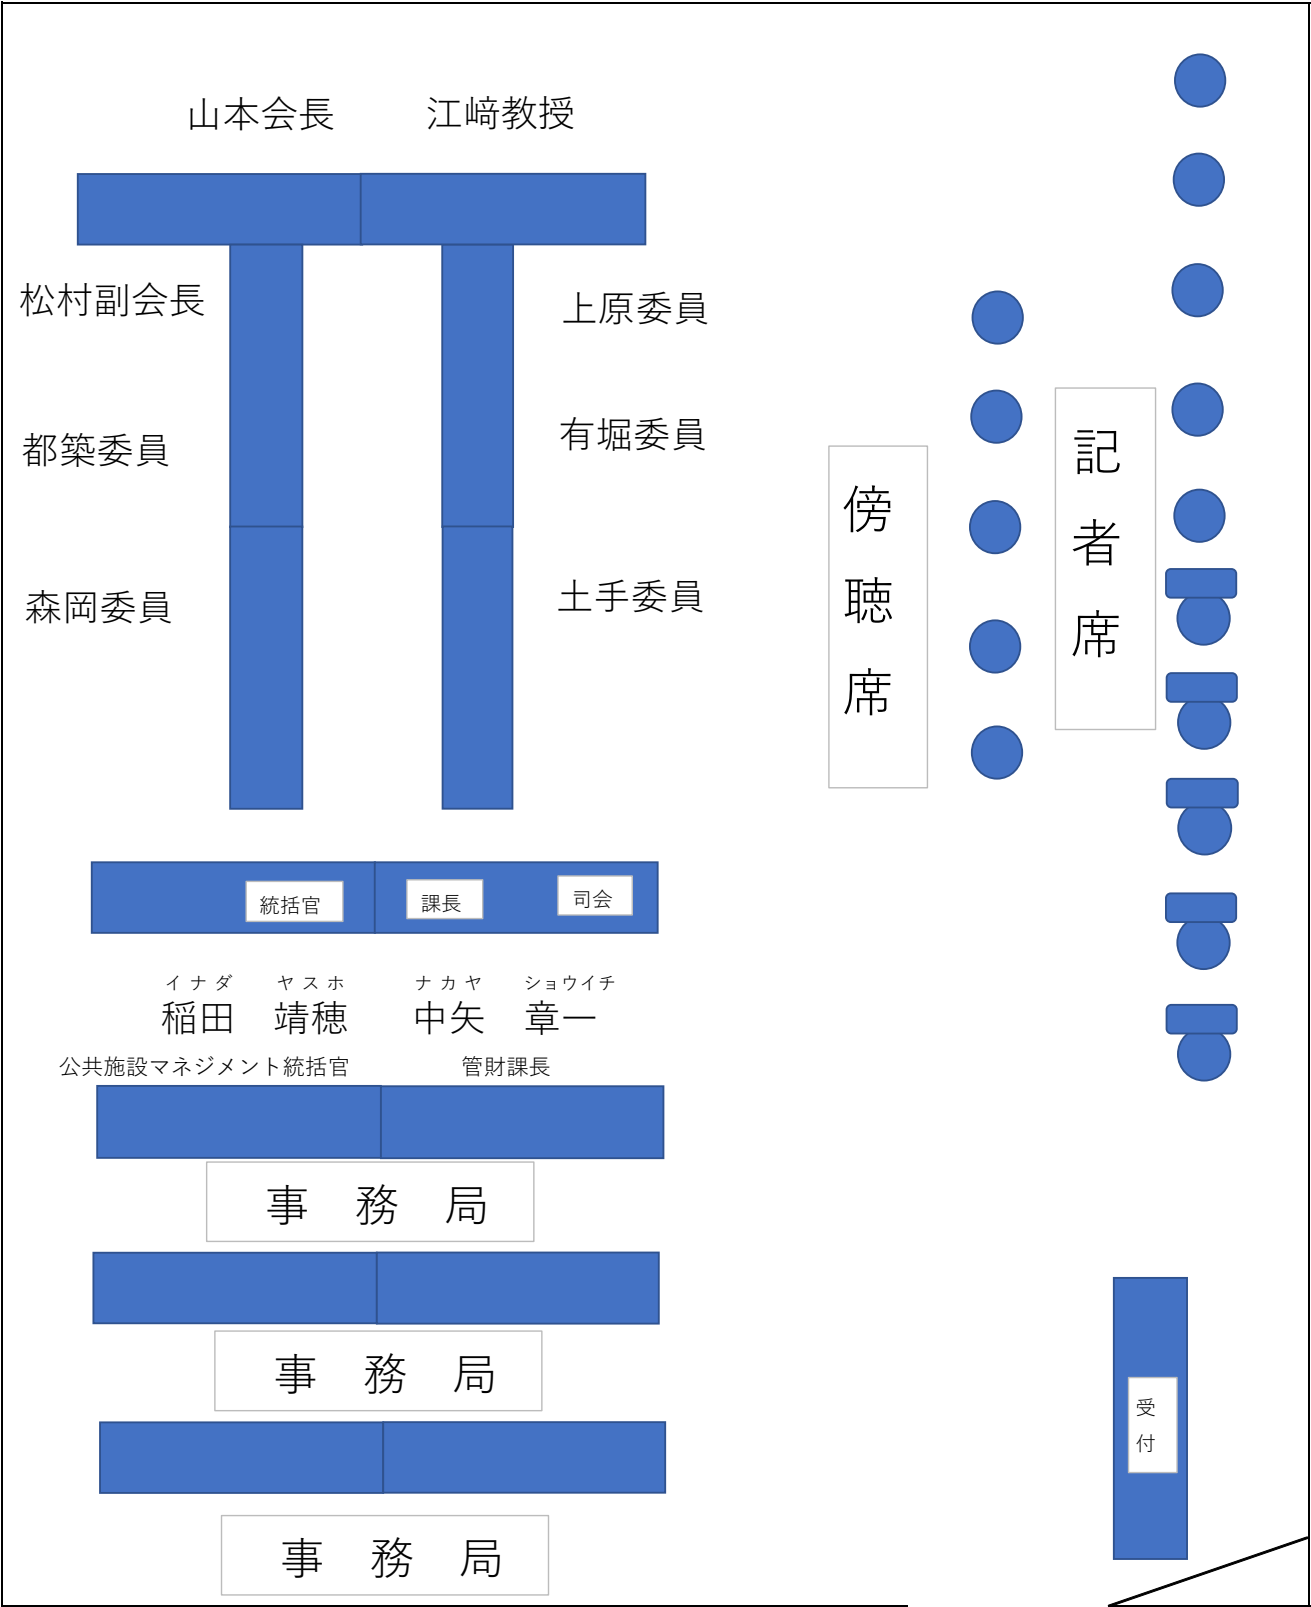 山本会長
江﨑教授
松村副会長
上原委員
都築委員
有堀委員
森岡委員
土手委員
傍聴席
記者席
統括官
課長
司会
イナダ ヤスホ
稲田 靖穂
公共施設マネジメント統括官
ナカヤ ショウイチ
中矢 章一
管財課長
事 務 局
事 務 局
事 務 局
受付